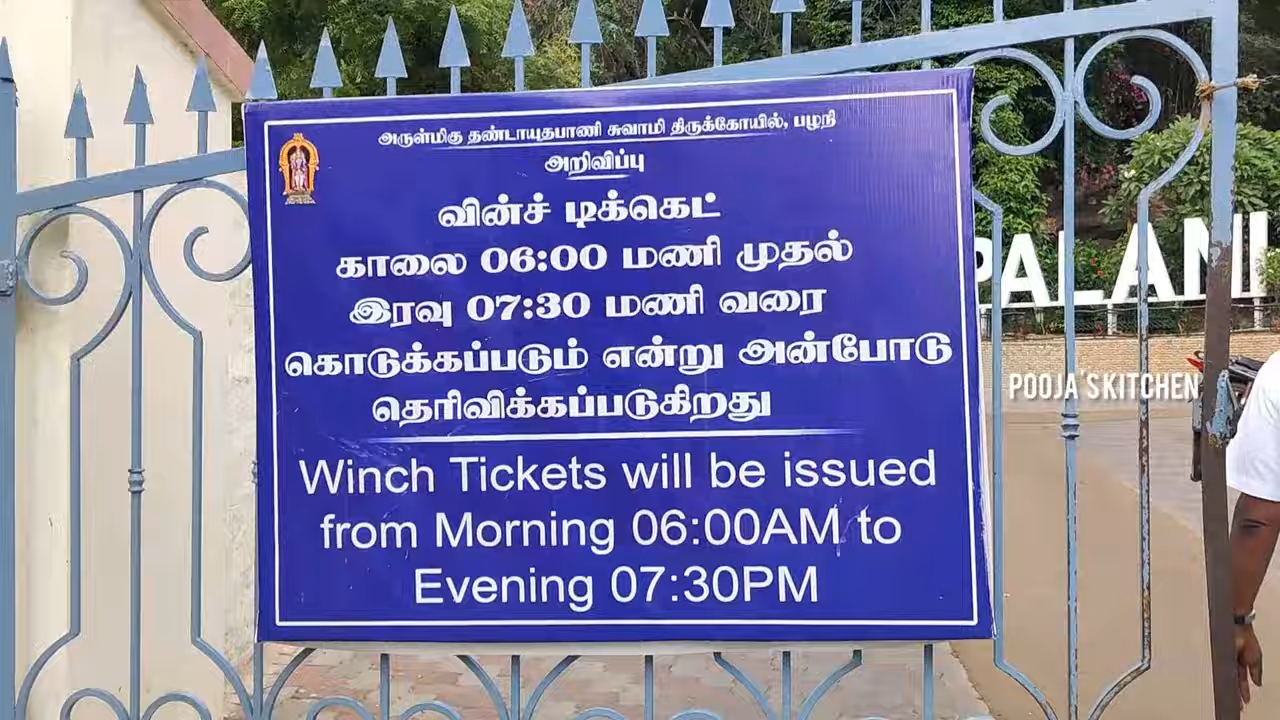 அருள்மிகு தண்டாயுதபாணி சுவாமி திருக்கோயில், பழநி
அறிவிப்பு
வின்ச் டிக்கெட்
காலை 06:00 மணி முதல்
இரவு 07:30 மணி வரை
கொடுக்கப்படும் என்று அன்போடு
தெரிவிக்கப்படுகிறது
Winch Tickets will be issued
from Morning 06:00AM to
Evening 07:30PM
PALANI
POOJA'SKITCHEN